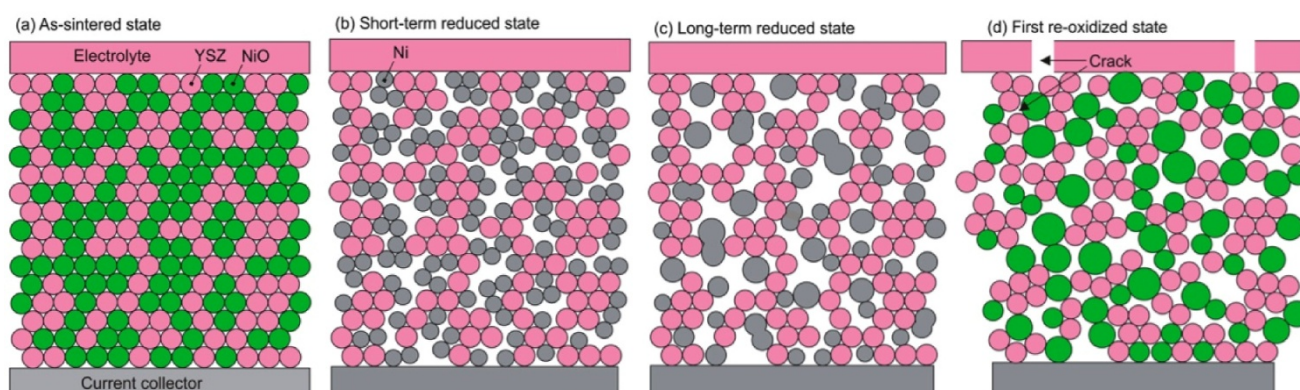 (a) As-sintered state
(b) Short-term reduced state
(c) Long-term reduced state
(d) First re-oxidized state
Electrolyte
YSZ
NiO
Ni
Crack
Current collector